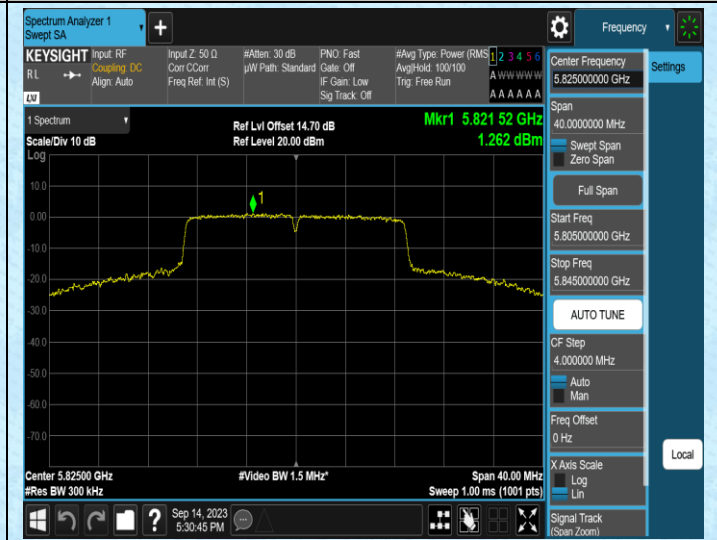 Spectrum Analyzer 1
Swept SA
Frequency
KEYSIGHT
RL
LXI
Input: RF
Coupling: DC
Align: Auto
Input Z: 50 Ω
Corr CCorr
Freq Ref: Int (S)
#Atten: 30 dB
µW Path: Standard
PNO: Fast
Gate: Off
IF Gain: Low
Sig Track: Off
#Avg Type: Power (RMS
Avg|Hold: 100/100
Trig: Free Run
1 2 3 4 5 6
A W W W W W
A A A A A A
1 Spectrum
Scale/Div 10 dB
Log
Ref Lvl Offset 14.70 dB
Ref Level 20.00 dBm
Mkr1 5.821 52 GHz
1.262 dBm
10.0
0.00
-10.0
-20.0
-30.0
-40.0
-50.0
-60.0
-70.0
1
Center 5.82500 GHz
#Res BW 300 kHz
#Video BW 1.5 MHz*
Span 40.00 MHz
Sweep 1.00 ms (1001 pts)
?
Sep 14, 2023
5:30:45 PM
Center Frequency
5.825000000 GHz
Span
40.0000000 MHz
Swept Span
Zero Span
Full Span
Start Freq
5.805000000 GHz
Stop Freq
5.845000000 GHz
AUTO TUNE
CF Step
4.000000 MHz
Auto
Man
Freq Offset
0 Hz
X Axis Scale
Log
Lin
Signal Track
(Span Zoom)
Settings
Local